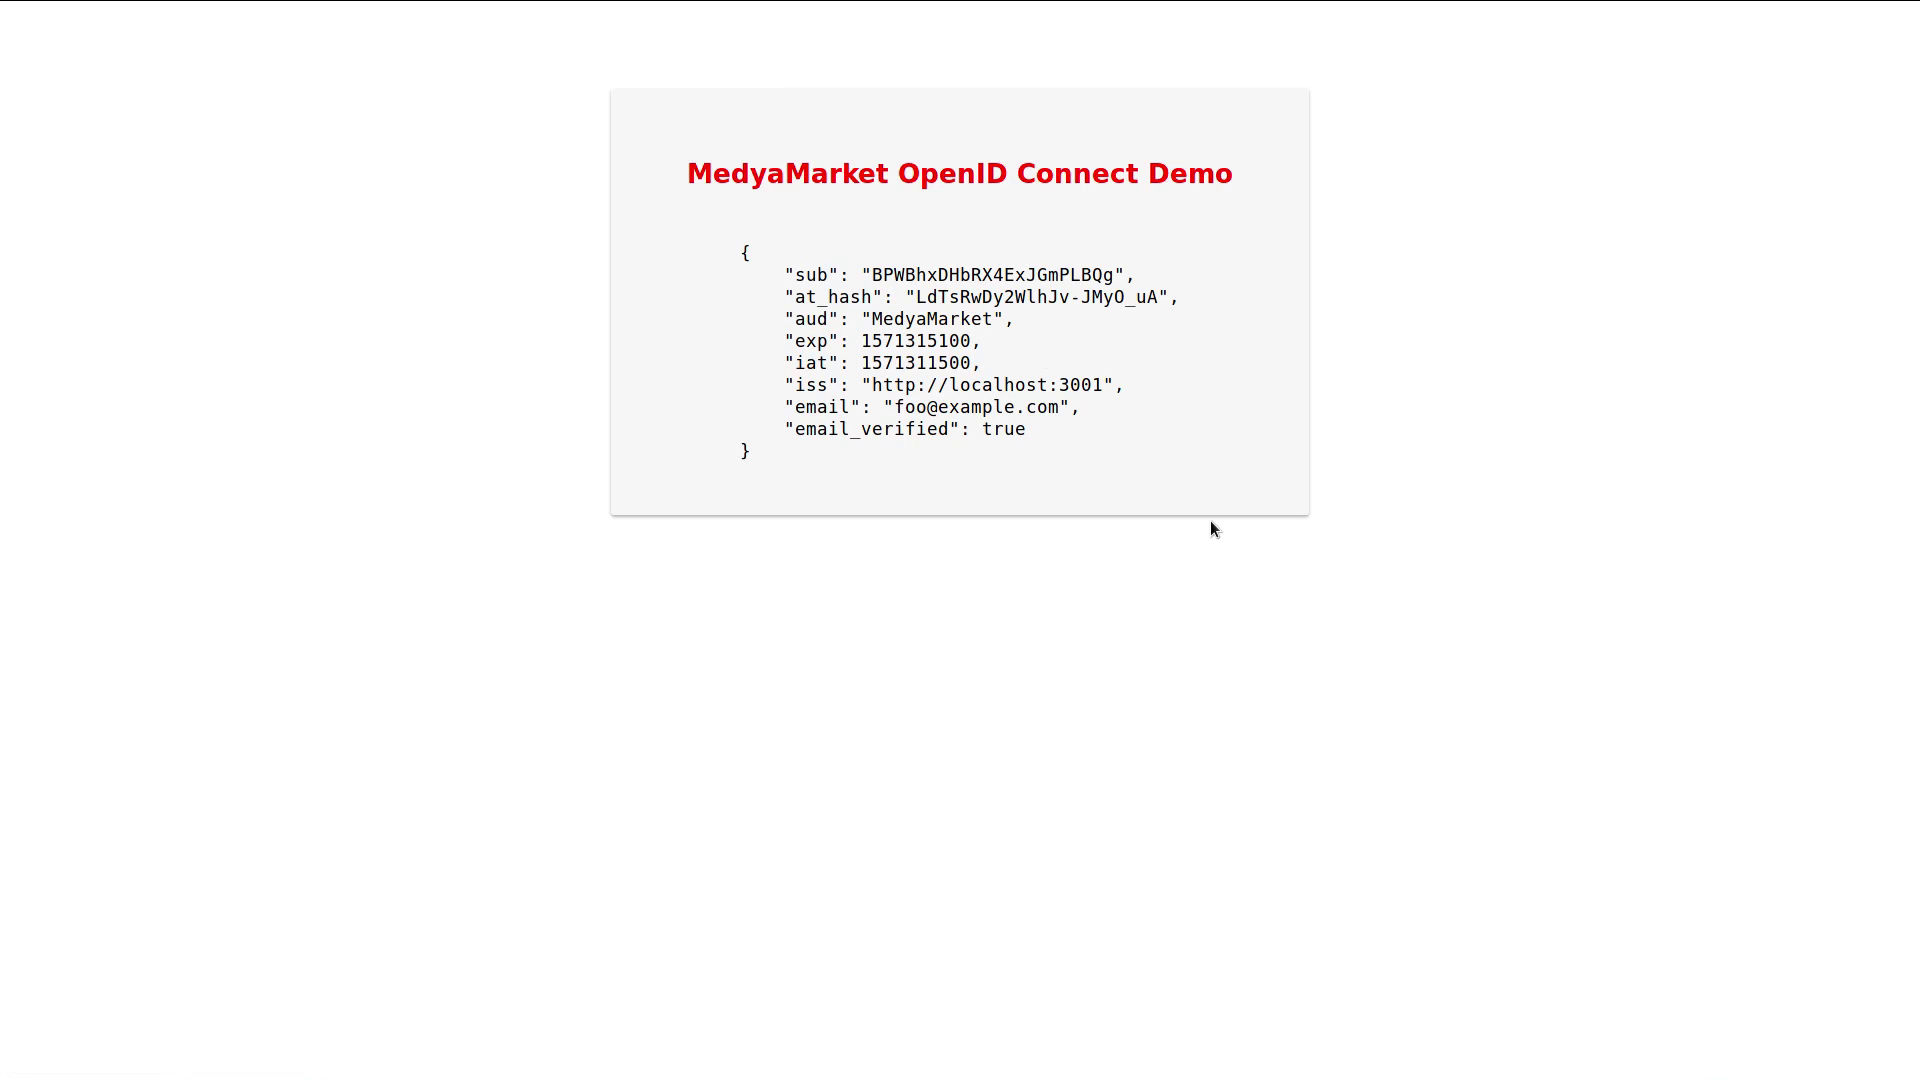 MedyaMarket OpenID Connect Demo
{
    "sub": "BPWBhxDHbRX4ExJGmPLBQg",
    "at_hash": "LdTsRwDy2WlhJv-JMyO_uA",
    "aud": "MedyaMarket",
    "exp": 1571315100,
    "iat": 1571311500,
    "iss": "http://localhost:3001",
    "email": "foo@example.com",
    "email_verified": true
}